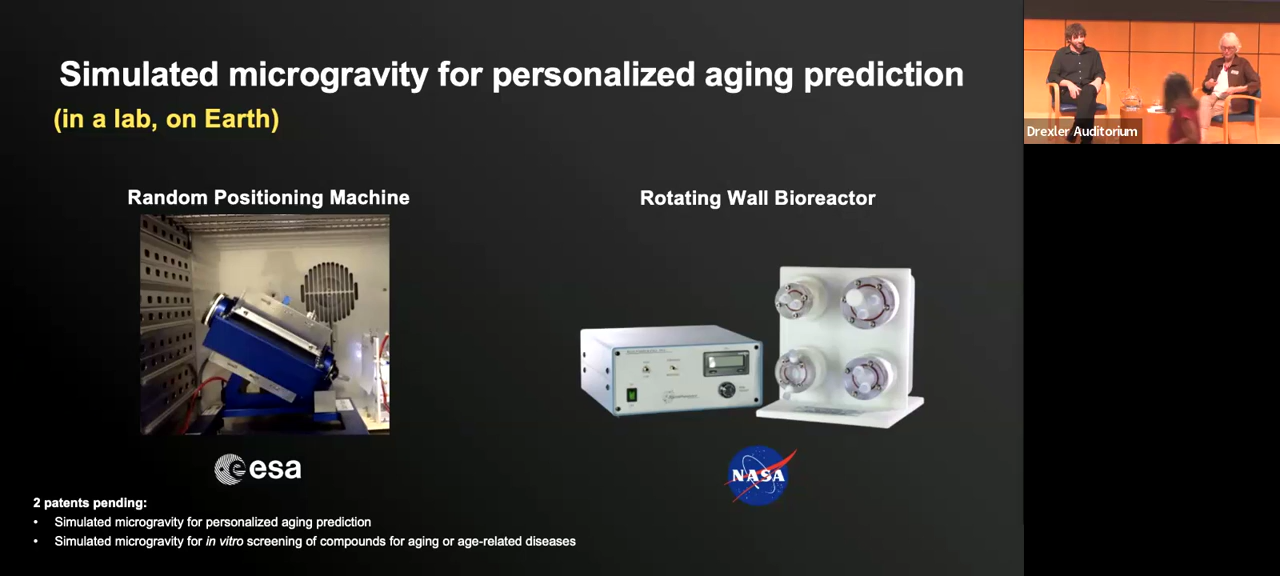 Simulated microgravity for personalized aging prediction
(in a lab, on Earth)
Random Positioning Machine
Rotating Wall Bioreactor
esa
NASA
2 patents pending:
• Simulated microgravity for personalized aging prediction
• Simulated microgravity for in vitro screening of compounds for aging or age-related diseases
Drexler Auditorium